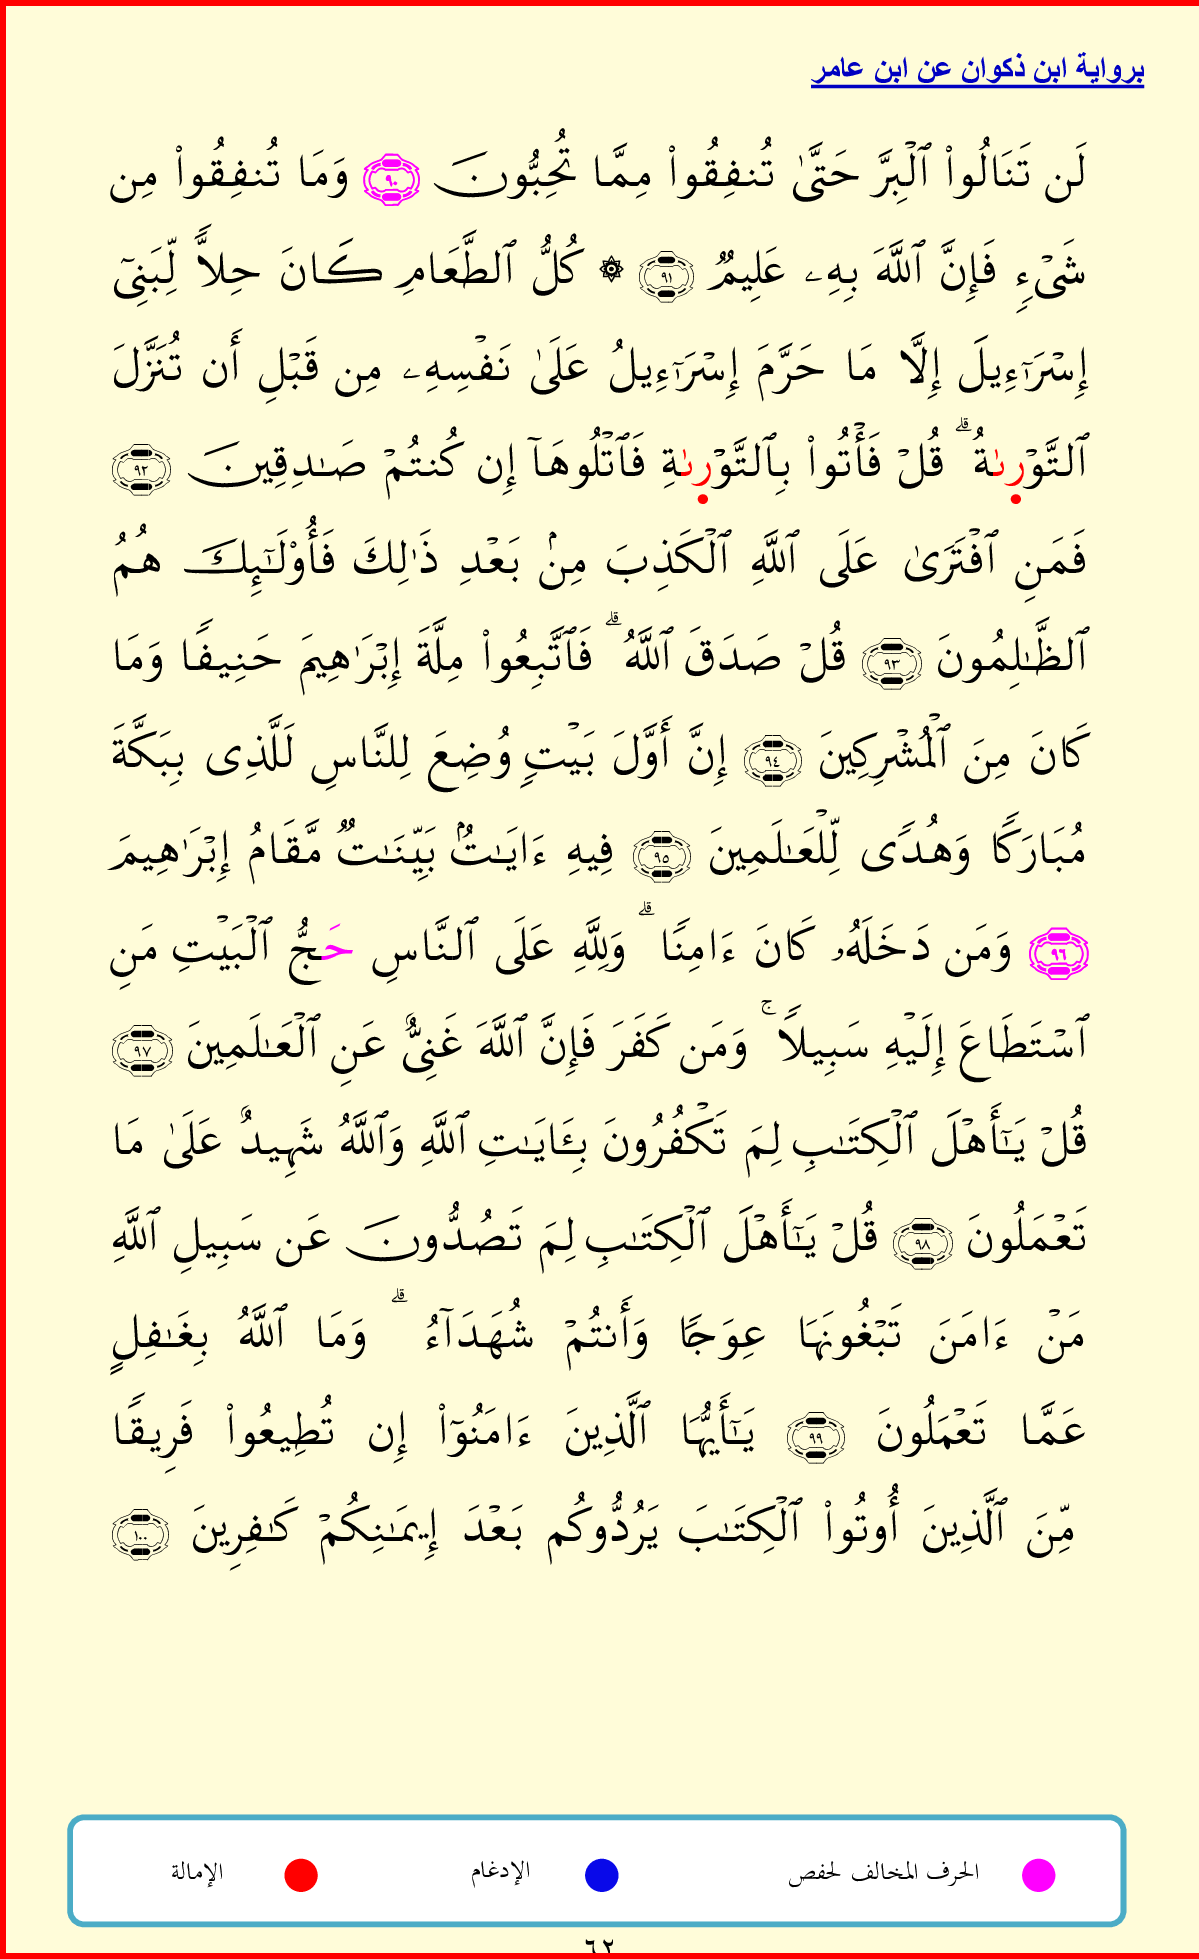 برواية ابن ذكوان عن ابن عامر
لَن تَنَالُوا۟ ٱلْبِرَّ حَتَّىٰ تُنفِقُوا۟ مِمَّا تُحِبُّونَ ٩٠ وَمَا تُنفِقُوا۟ مِن
شَىْءٍ فَإِنَّ ٱللَّهَ بِهِۦ عَلِيمٌ ٩١ ۞ كُلُّ ٱلطَّعَامِ كَانَ حِلًّا لِّبَنِىٓ
إِسْرَٰٓءِيلَ إِلَّا مَا حَرَّمَ إِسْرَٰٓءِيلُ عَلَىٰ نَفْسِهِۦ مِن قَبْلِ أَن تُنَزَّلَ
ٱلتَّوْرىٰةُ ۗ قُلْ فَأْتُوا۟ بِٱلتَّوْرىٰةِ فَٱتْلُوهَآ إِن كُنتُمْ صَـٰدِقِينَ ٩٢
فَمَنِ ٱفْتَرَىٰ عَلَى ٱللَّهِ ٱلْكَذِبَ مِنۢ بَعْدِ ذَٰلِكَ فَأُو۟لَـٰٓئِكَ هُمُ
ٱلظَّـٰلِمُونَ ٩٣ قُلْ صَدَقَ ٱللَّهُ ۗ فَٱتَّبِعُوا۟ مِلَّةَ إِبْرَٰهِيمَ حَنِيفًا وَمَا
كَانَ مِنَ ٱلْمُشْرِكِينَ ٩٤ إِنَّ أَوَّلَ بَيْتٍ وُضِعَ لِلنَّاسِ لَلَّذِى بِبَكَّةَ
مُبَارَكًا وَهُدًى لِّلْعَـٰلَمِينَ ٩٥ فِيهِ ءَايَـٰتٌۢ بَيِّنَـٰتٌ مَّقَامُ إِبْرَٰهِيمَ
٩٦ وَمَن دَخَلَهُۥ كَانَ ءَامِنًا ۗ وَلِلَّهِ عَلَى ٱلنَّاسِ حَجُّ ٱلْبَيْتِ مَنِ
ٱسْتَطَاعَ إِلَيْهِ سَبِيلًا ۚ وَمَن كَفَرَ فَإِنَّ ٱللَّهَ غَنِىٌّ عَنِ ٱلْعَـٰلَمِينَ ٩٧
قُلْ يَـٰٓأَهْلَ ٱلْكِتَـٰبِ لِمَ تَكْفُرُونَ بِـَٔايَـٰتِ ٱللَّهِ وَٱللَّهُ شَهِيدٌ عَلَىٰ مَا
تَعْمَلُونَ ٩٨ قُلْ يَـٰٓأَهْلَ ٱلْكِتَـٰبِ لِمَ تَصُدُّونَ عَن سَبِيلِ ٱللَّهِ
مَنْ ءَامَنَ تَبْغُونَهَا عِوَجًا وَأَنتُمْ شُهَدَآءُ ۗ وَمَا ٱللَّهُ بِغَـٰفِلٍ
عَمَّا تَعْمَلُونَ ٩٩ يَـٰٓأَيُّهَا ٱلَّذِينَ ءَامَنُوٓا۟ إِن تُطِيعُوا۟ فَرِيقًا
مِّنَ ٱلَّذِينَ أُوتُوا۟ ٱلْكِتَـٰبَ يَرُدُّوكُم بَعْدَ إِيمَـٰنِكُمْ كَـٰفِرِينَ ١٠٠
الحرف المخالف لحفص الإدغام الإمالة
٦٢